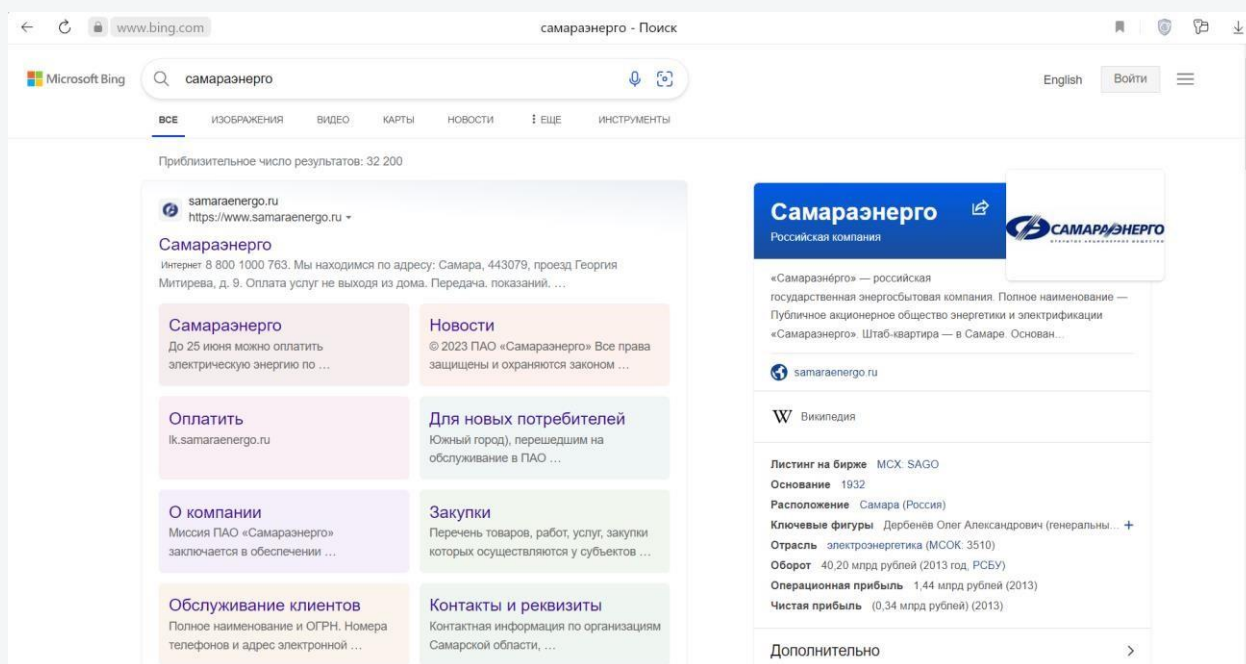 www.bing.com
самараэнерго - Поиск
Microsoft Bing
самараэнерго
English
Войти
ВСЕ ИЗОБРАЖЕНИЯ ВИДЕО КАРТЫ НОВОСТИ ЕЩЕ ИНСТРУМЕНТЫ
Приблизительное число результатов: 32 200
samaraenergo.ru
https://www.samaraenergo.ru
Самараэнерго
Интернет 8 800 1000 763. Мы находимся по адресу: Самара, 443079, проезд Георгия
Митирева, д. 9. Оплата услуг не выходя из дома. Передача. показаний. …
Самараэнерго
До 25 июня можно оплатить
электрическую энергию по …
Новости
© 2023 ПАО «Самараэнерго» Все права
защищены и охраняются законом …
Оплатить
lk.samaraenergo.ru
Для новых потребителей
Южный город), перешедшим на
обслуживание в ПАО …
О компании
Миссия ПАО «Самараэнерго»
заключается в обеспечении …
Закупки
Перечень товаров, работ, услуг, закупки
которых осуществляются у субъектов …
Обслуживание клиентов
Полное наименование и ОГРН. Номера
телефонов и адрес электронной …
Контакты и реквизиты
Контактная информация по организациям
Самарской области, …
Самараэнерго
Российская компания
САМАРАЭНЕРГО
ОТКРЫТОЕ АКЦИОНЕРНОЕ ОБЩЕСТВО
«Самараэне́рго» — российская
государственная энергосбытовая компания. Полное наименование —
Публичное акционерное общество энергетики и электрификации
«Самараэнерго». Штаб-квартира — в Самаре. Основан…
samaraenergo.ru
W Википедия
Листинг на бирже MCX: SAGO
Основание 1932
Расположение Самара (Россия)
Ключевые фигуры Дербенёв Олег Александрович (генеральны… +
Отрасль электроэнергетика (МСОК: 3510)
Оборот 40,20 млрд рублей (2013 год, РСБУ)
Операционная прибыль 1,44 млрд рублей (2013)
Чистая прибыль (0,34 млрд рублей) (2013)
Дополнительно